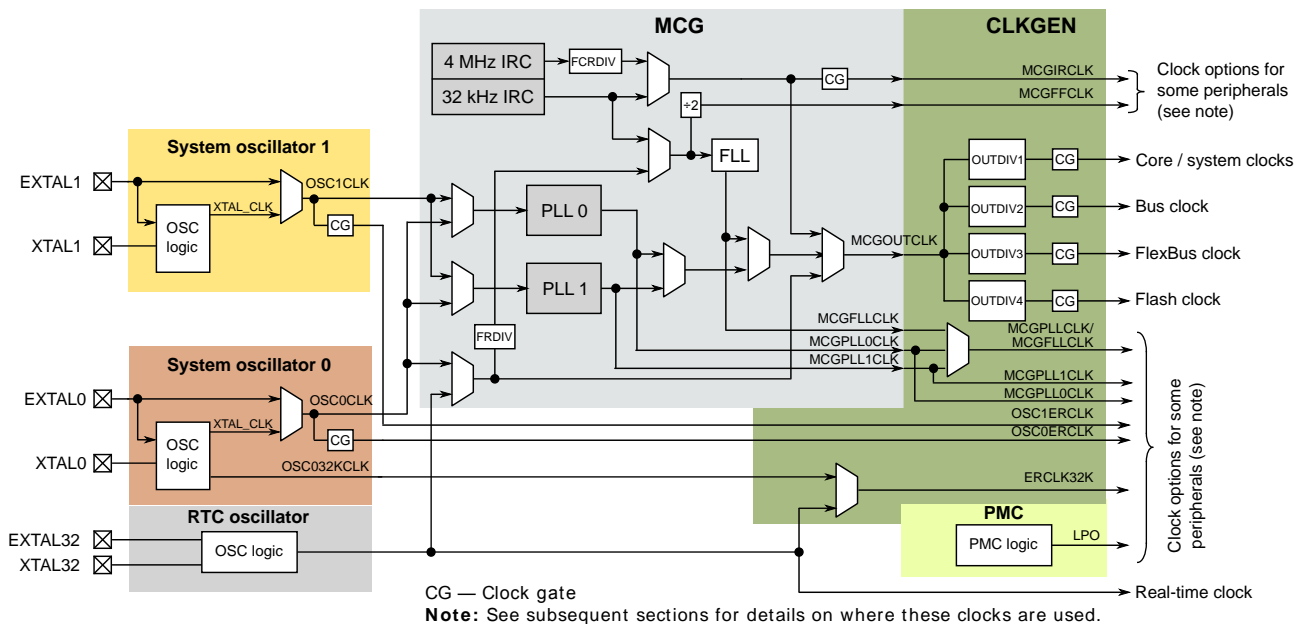 MCG
CLKGEN
4 MHz IRC
FCRDIV
32 kHz IRC
CG
MCGIRCLK
MCGFFCLK
Clock options for
some peripherals
(see note)
÷2
FLL
System oscillator 1
EXTAL1
OSC1CLK
XTAL_CLK
OSC
logic
CG
XTAL1
PLL 0
PLL 1
FRDIV
MCGOUTCLK
OUTDIV1
CG
Core / system clocks
OUTDIV2
CG
Bus clock
OUTDIV3
CG
FlexBus clock
OUTDIV4
CG
Flash clock
MCGFLLCLK
MCGPLL0CLK
MCGPLL1CLK
MCGPLLCLK/
MCGFLLCLK
MCGPLL1CLK
MCGPLL0CLK
OSC1ERCLK
OSC0ERCLK
System oscillator 0
EXTAL0
OSC0CLK
XTAL_CLK
OSC
logic
CG
XTAL0
OSC032KCLK
ERCLK32K
Clock options for some
peripherals (see note)
RTC oscillator
EXTAL32
XTAL32
OSC logic
PMC
PMC logic
LPO
Real-time clock
CG — Clock gate
Note: See subsequent sections for details on where these clocks are used.